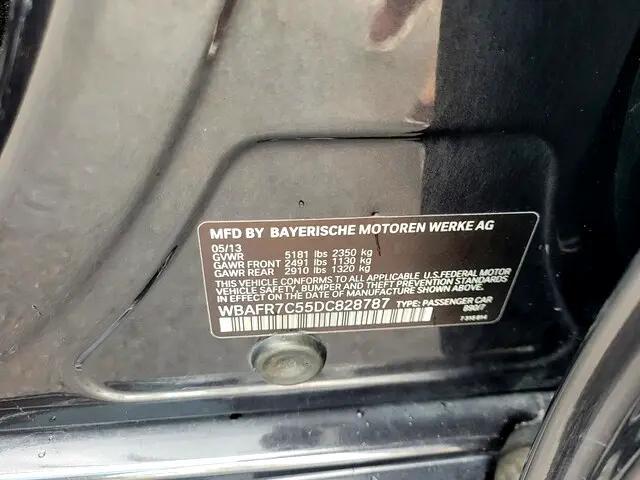 MFD BY BAYERISCHE MOTOREN WERKE AG
05/13
GVWR 5181 lbs 2350 kg
GAWR FRONT 2491 lbs 1130 kg
GAWR REAR 2910 lbs 1320 kg
THIS VEHICLE CONFORMS TO ALL APPLICABLE U.S. FEDERAL MOTOR
VEHICLE SAFETY, BUMPER AND THEFT PREVENTION STANDARDS
IN EFFECT ON THE DATE OF MANUFACTURE SHOWN ABOVE.
WBAFR7C55DC828787 TYPE: PASSENGER CAR